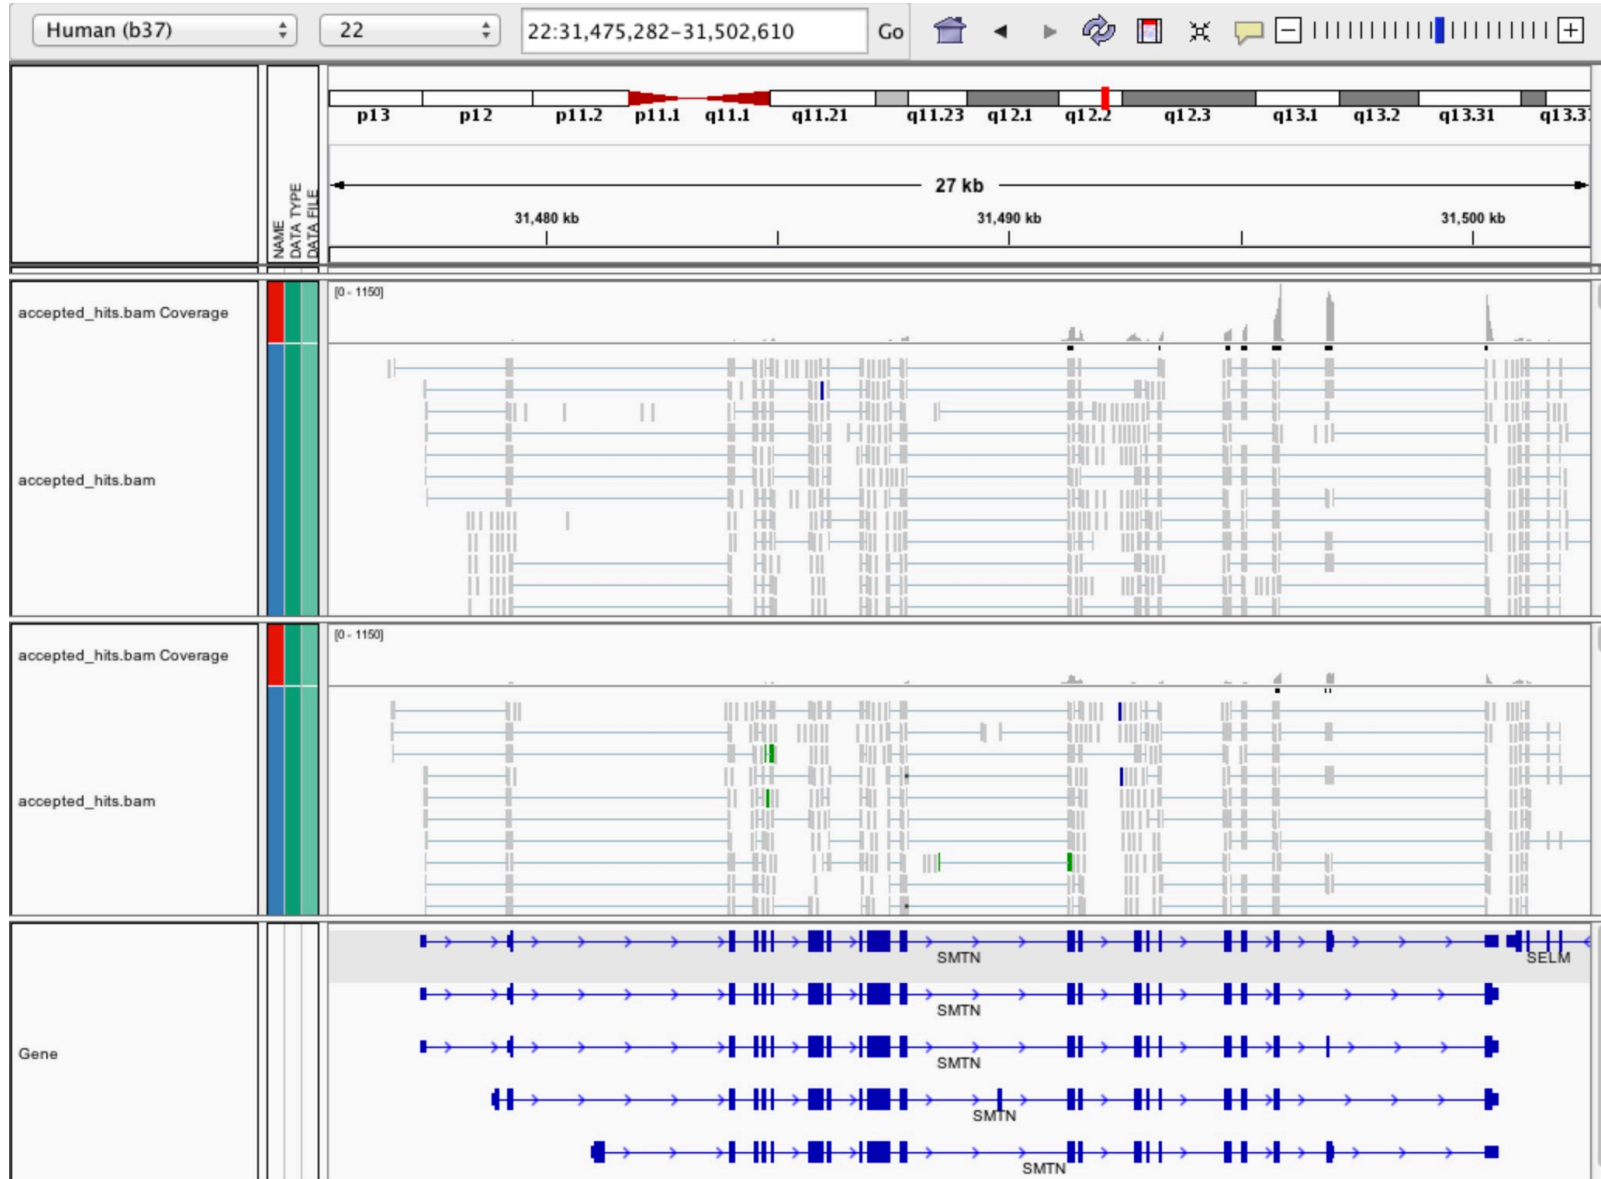 Human (b37) 22 22:31,475,282-31,502,610 Go
p13 p12 p11.2 p11.1 q11.1 q11.21 q11.23 q12.1 q12.2 q12.3 q13.1 q13.2 q13.31 q13.3
27 kb
31,480 kb 31,490 kb 31,500 kb
NAME
DATA TYPE
DATA FILE
accepted_hits.bam Coverage
[0 - 1150]
accepted_hits.bam
accepted_hits.bam Coverage
[0 - 1150]
accepted_hits.bam
Gene
SMTN SELM
SMTN
SMTN
SMTN
SMTN